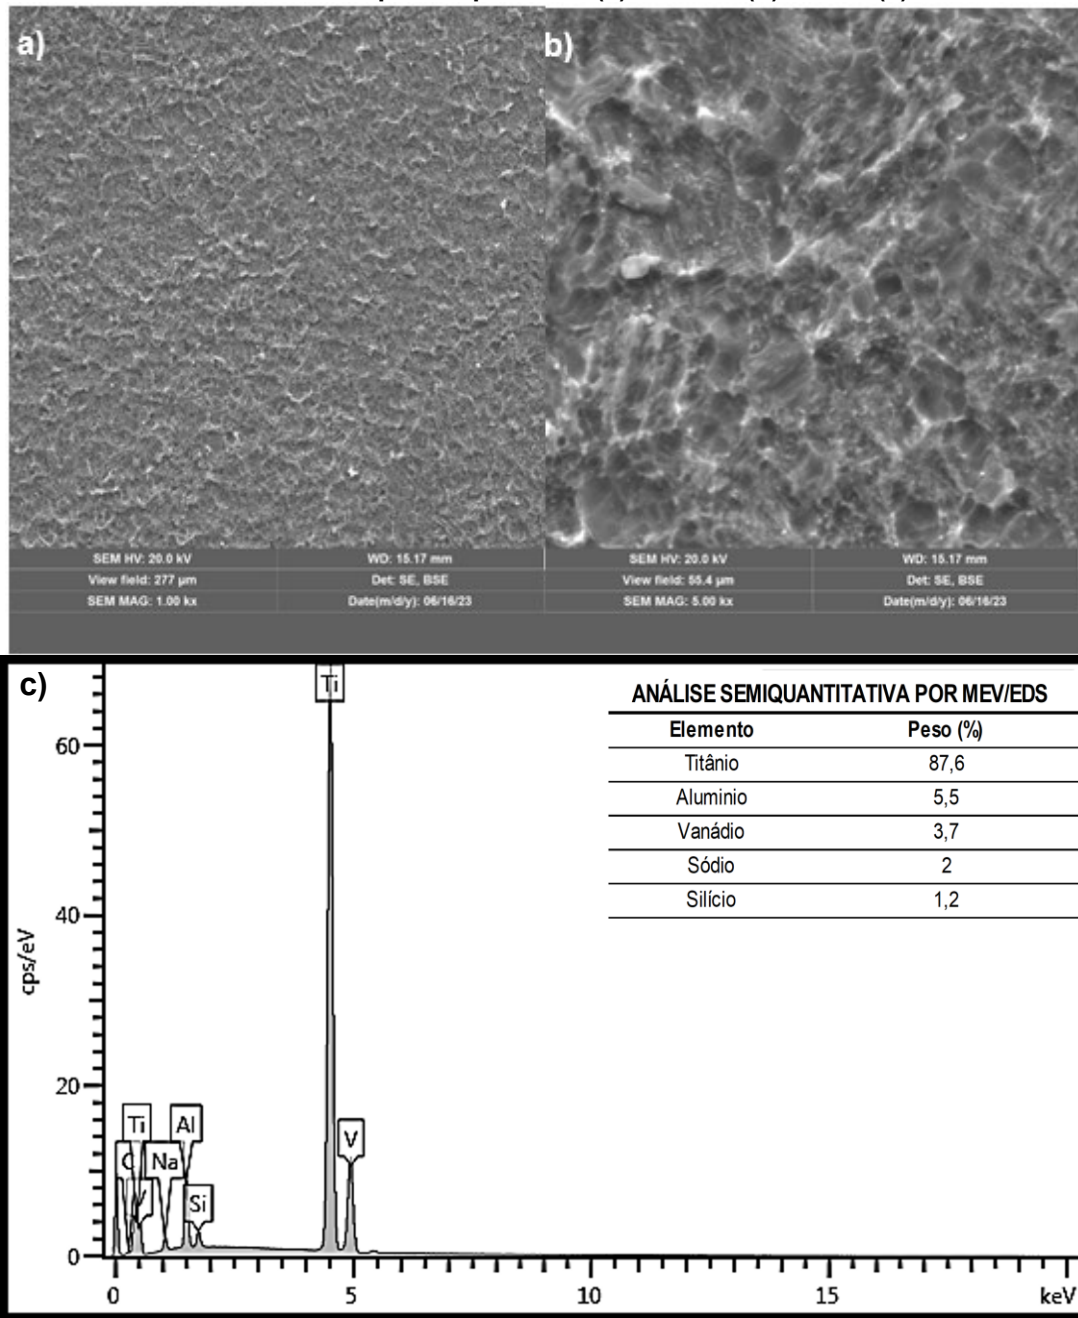 a)
b)
SEM HV: 20.0 kV
WD: 15.17 mm
View field: 277 µm
Det: SE, BSE
SEM MAG: 1.00 kx
Date(m/d/y): 06/16/23
SEM HV: 20.0 kV
WD: 15.17 mm
View field: 55.4 µm
Det: SE, BSE
SEM MAG: 5.00 kx
Date(m/d/y): 06/16/23
c)
ANÁLISE SEMIQUANTITATIVA POR MEV/EDS
Elemento Peso (%)
Titânio 87,6
Aluminio 5,5
Vanádio 3,7
Sódio 2
Silício 1,2
cps/eV
60
40
20
0
Ti
Ti
Al
C
Na
Si
V
0 5 10 15 keV